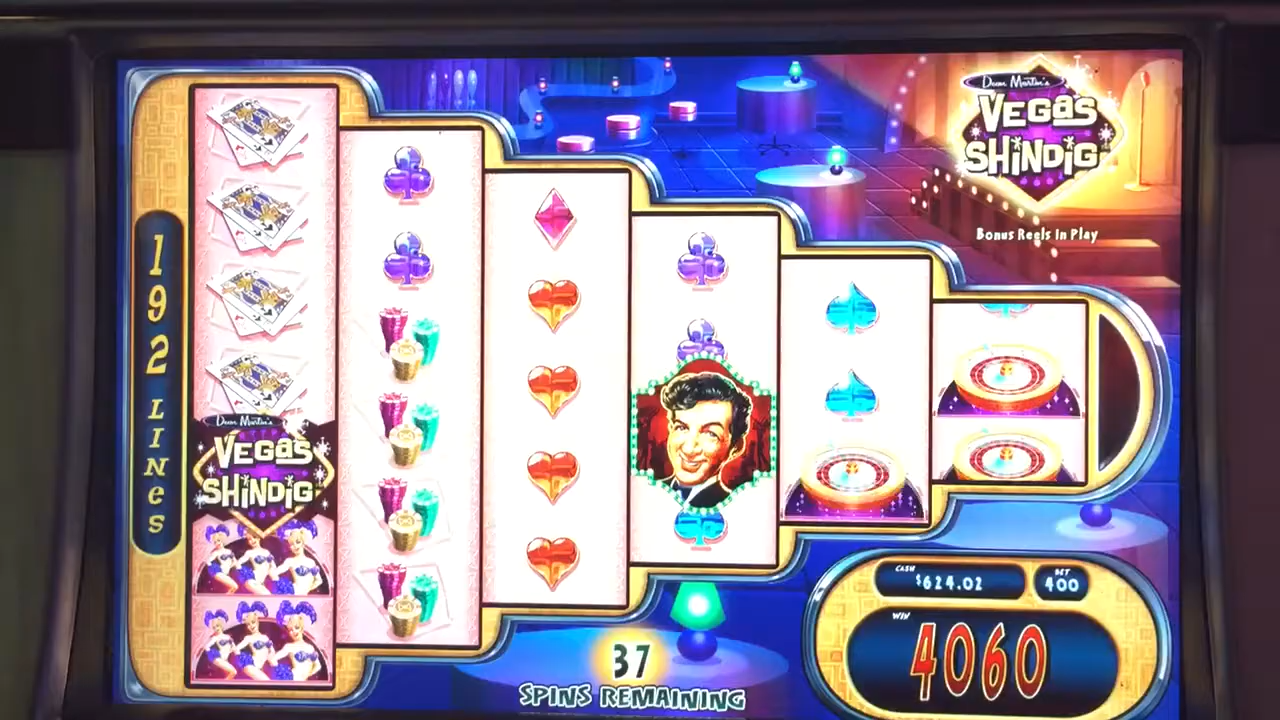 Dean Martin's
VEGAS
SHINDIG
Bonus Reels In Play
192 LINES
Dean Martin's
VEGAS
SHINDIG
CASH
$624.02
BET
400
WIN
4060
37
SPINS REMAINING